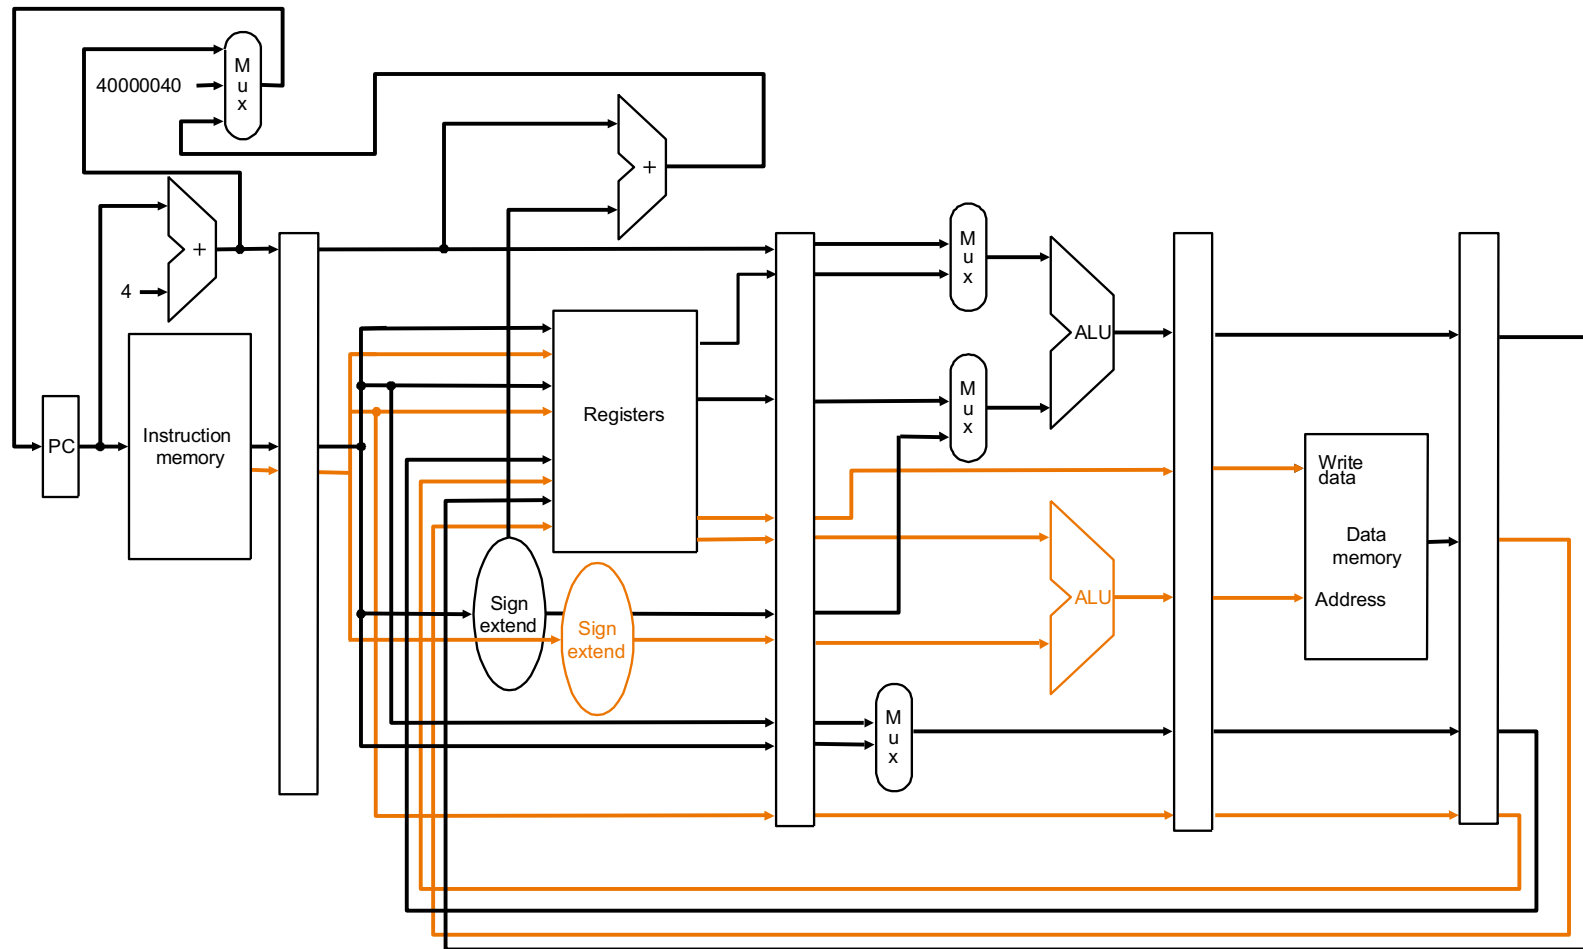 M
u
x
40000040
+
+
4
M
u
x
ALU
PC
Instruction
memory
Registers
M
u
x
Write
data
Data
memory
Address
Sign
extend
Sign
extend
ALU
M
u
x